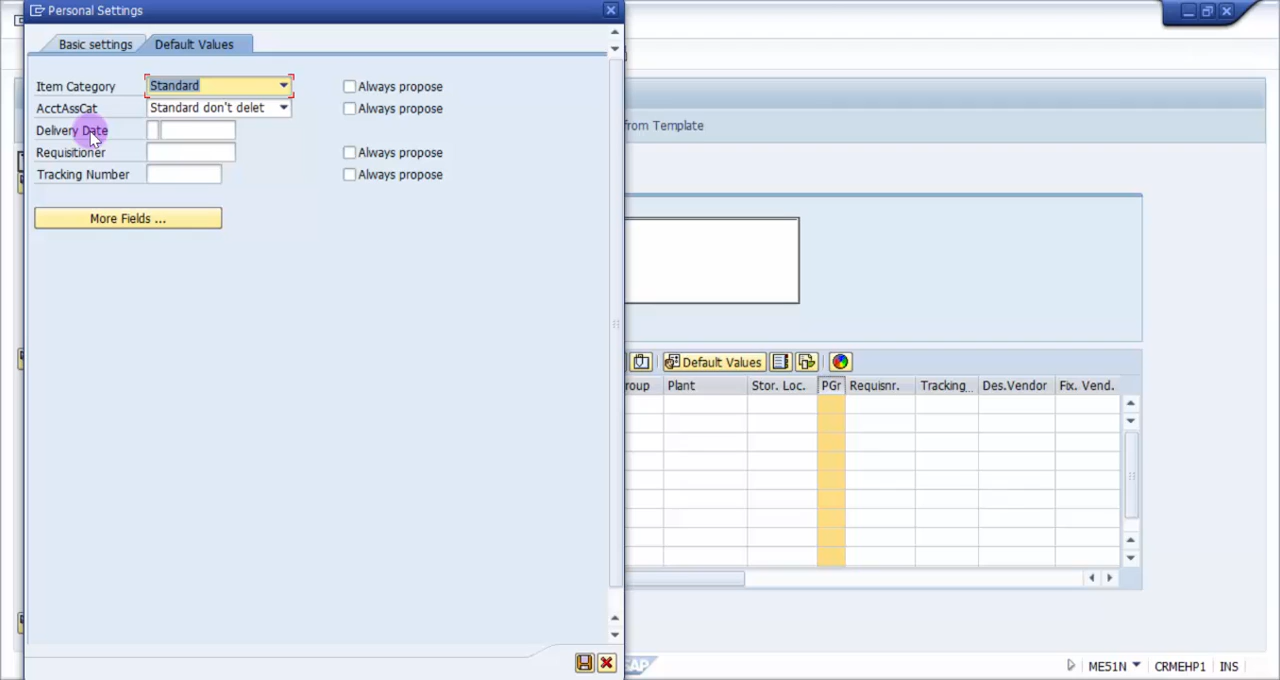 Personal Settings
Basic settings
Default Values
Item Category
Standard
Always propose
AcctAssCat
Standard don't delet
Always propose
Delivery Date
from Template
Requisitioner
Always propose
Tracking Number
Always propose
More Fields ...
Default Values
roup
Plant
Stor. Loc.
PGr
Requisnr.
Tracking...
Des.Vendor
Fix. Vend.
ME51N
CRMEHP1
INS